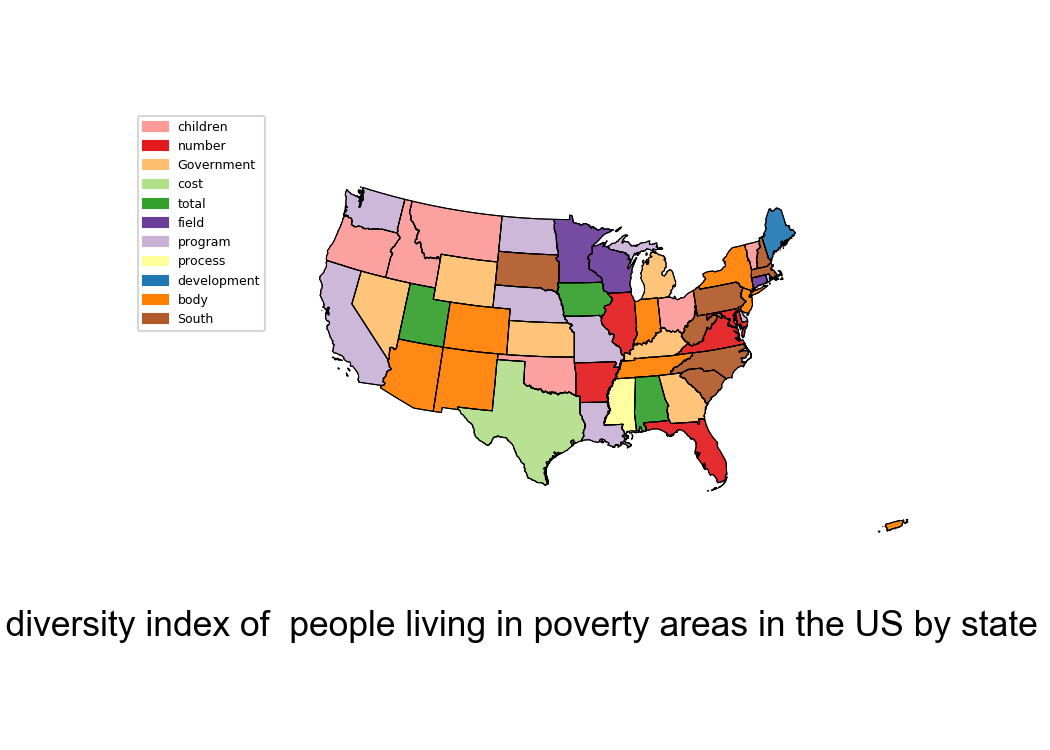 children
number
Government
cost
total
field
program
process
development
body
South
diversity index of  people living in poverty areas in the US by state